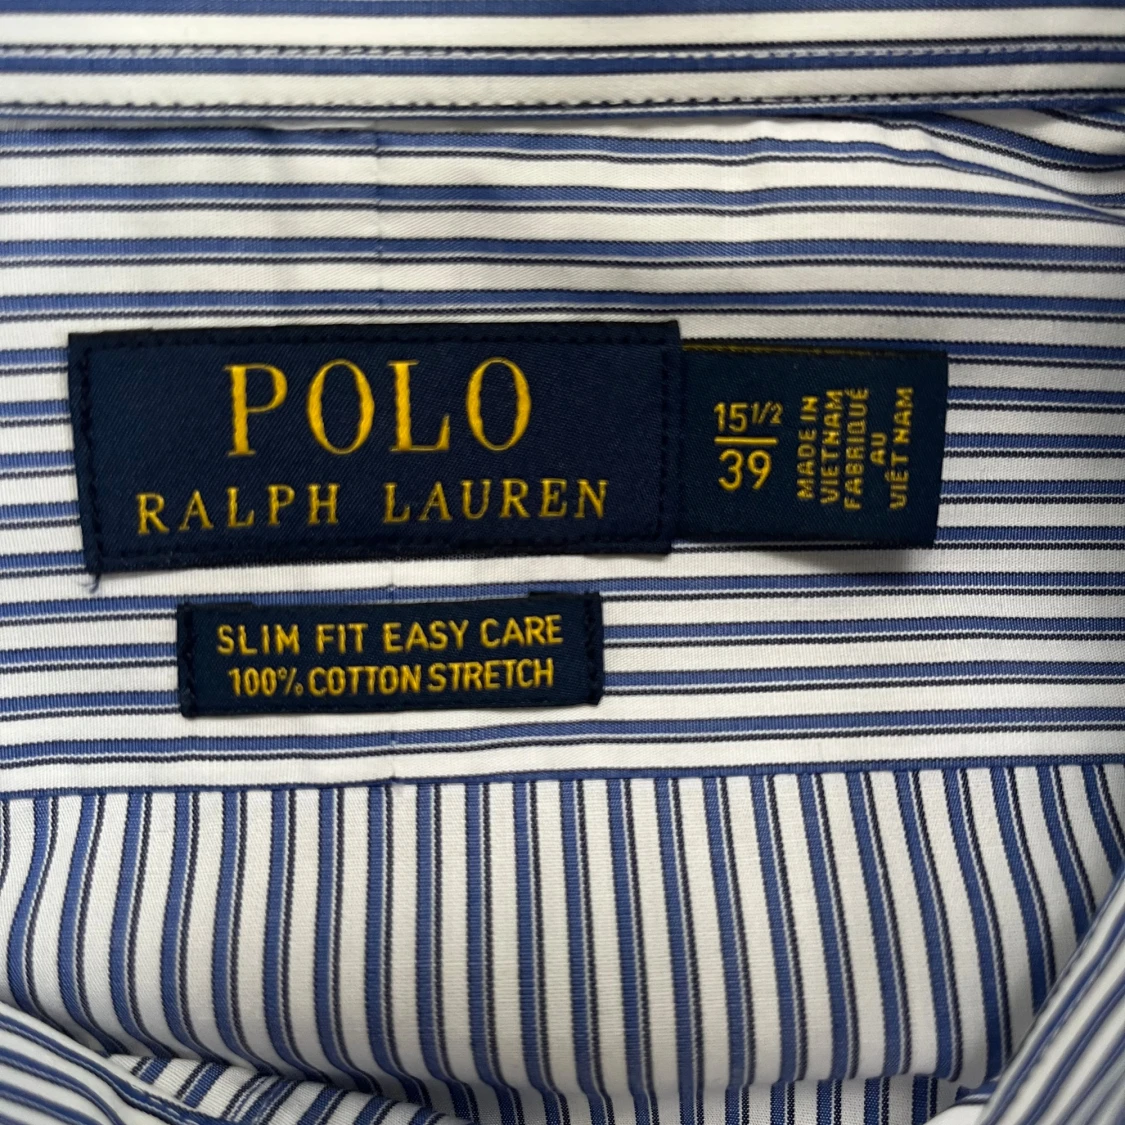 POLO
RALPH LAUREN
15 1/2
39
MADE IN
VIETNAM
FABRIQUÉ
AU
VIÊT NAM
SLIM FIT EASY CARE
100% COTTON STRETCH